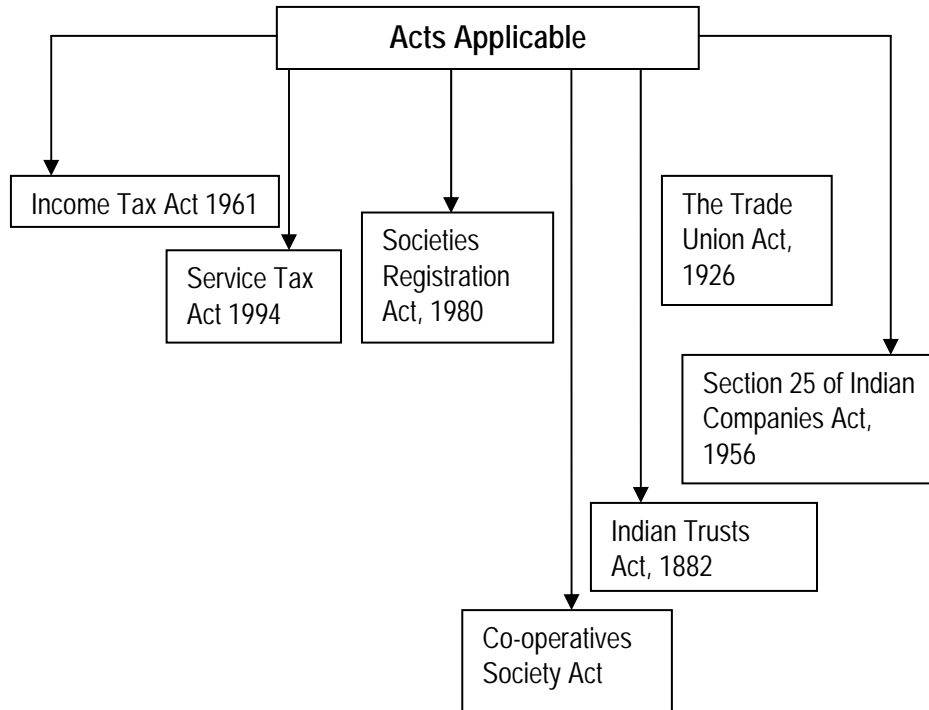 Acts Applicable
Income Tax Act 1961
Service Tax
Act 1994
Societies
Registration
Act, 1980
The Trade
Union Act,
1926
Section 25 of Indian
Companies Act,
1956
Indian Trusts
Act, 1882
Co-operatives
Society Act